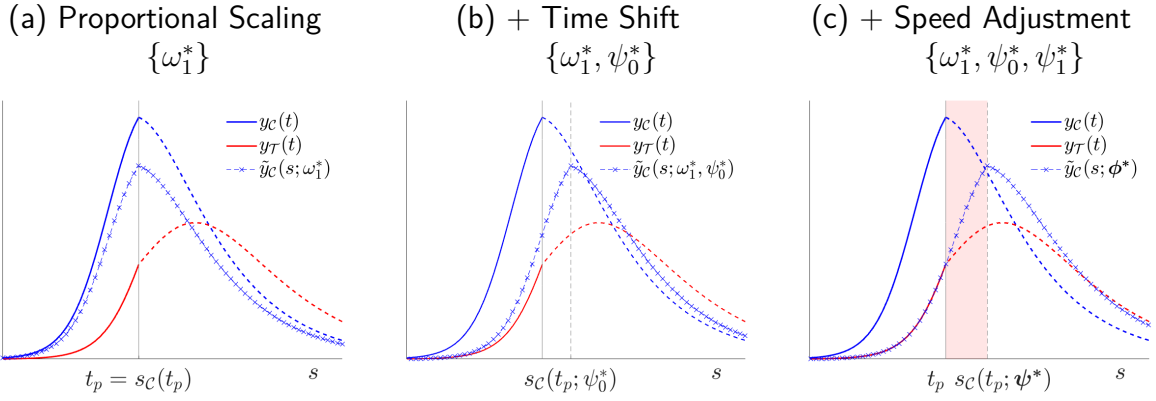 (a) Proportional Scaling
{ω₁*}
y_C(t)
y_T(t)
ỹ_C(s; ω₁*)
t_p = s_C(t_p)
s
(b) + Time Shift
{ω₁*, ψ₀*}
y_C(t)
y_T(t)
ỹ_C(s; ω₁*, ψ₀*)
s_C(t_p; ψ₀*)
s
(c) + Speed Adjustment
{ω₁*, ψ₀*, ψ₁*}
y_C(t)
y_T(t)
ỹ_C(s; ϕ*)
t_p s_C(t_p; ψ*)
s